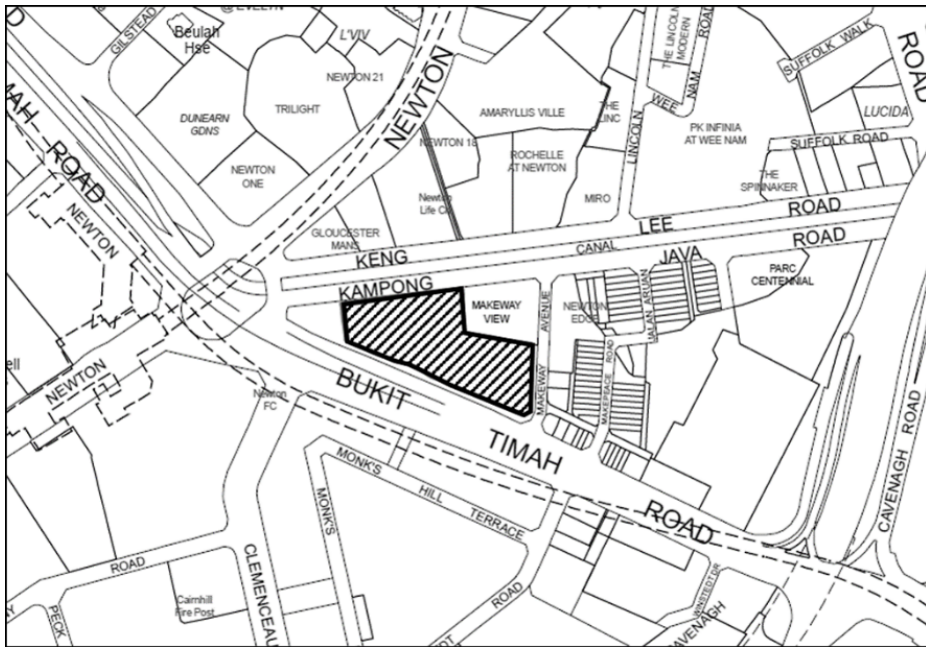 D
GILSTEAD
Beulah
Hse
@ EVELYN
L'VIV
NEWTON 21
TRILIGHT
DUNEARN
GDNS
NEWTON
ONE
NEWTON
NEWTON 18
AMARYLLIS VILLE
ROCHELLE
AT NEWTON
THE
LINC
MIRO
LINCOLN
ROAD
THE LINCOLN
MODERN
WEE
NAM
PK INFINIA
AT WEE NAM
SUFFOLK WALK
ROAD
LUCIDA
SUFFOLK ROAD
THE
SPINNAKER
MAH
ROAD
NEWTON
GLOUCESTER
MANS
KENG
LEE
ROAD
CANAL
KAMPONG
JAVA
ROAD
MAKEWAY
VIEW
MAKEWAY
AVENUE
NEWTON
EDGE
JALAN ARUAN
MAKEPEACE ROAD
PARC
CENTENNIAL
NEWTON
Newton
FC
BUKIT
TIMAH
ROAD
MONK'S
HILL
TERRACE
MONK'S
CLEMENCEAU
ROAD
PECK
Cairnhill
Fire Post
ROAD
WINSTEDT DR
CAVENAGH
CAVENAGH ROAD